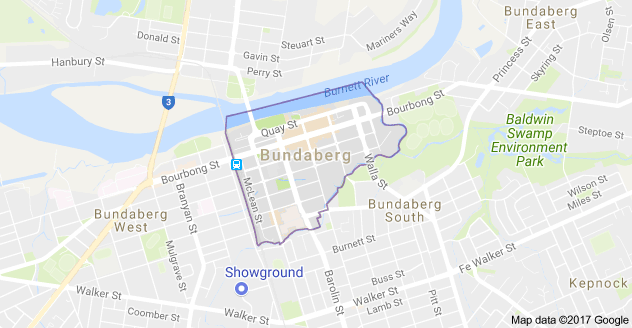 Bundaberg
East
Mariners Way
Olsen St
Donald St
Steuart St
Gavin St
Hanbury St
Perry St
Princess St
Skyring St
Burnett River
3
Bourbong St
Baldwin
Swamp
Environment
Park
Quay St
Steptoe St
Bundaberg
Bourbong St
Walla St
McLean St
Branyan St
Wilson St
Miles St
Bundaberg
South
Bundaberg
West
Mulgrave St
Burnett St
Fe Walker St
Showground
Buss St
Kepnock
Barolin St
Walker St
Walker St
Lamb St
Pitt St
Coomber St
Map data ©2017 Google